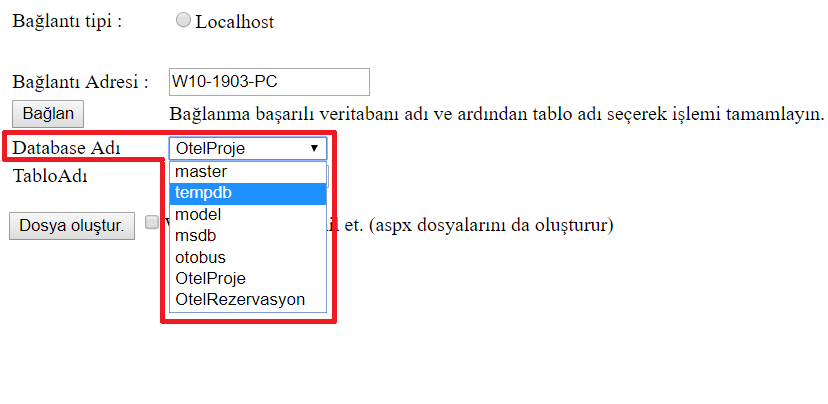 Bağlantı tipi : Localhost
Bağlantı Adresi : W10-1903-PC
Bağlan Bağlanma başarılı veritabanı adı ve ardından tablo adı seçerek işlemi tamamlayın.
Database Adı OtelProje
master
TabloAdı
tempdb
model
Dosya oluştur. et. (aspx dosyalarını da oluşturur)
msdb
otobus
OtelProje
OtelRezervasyon